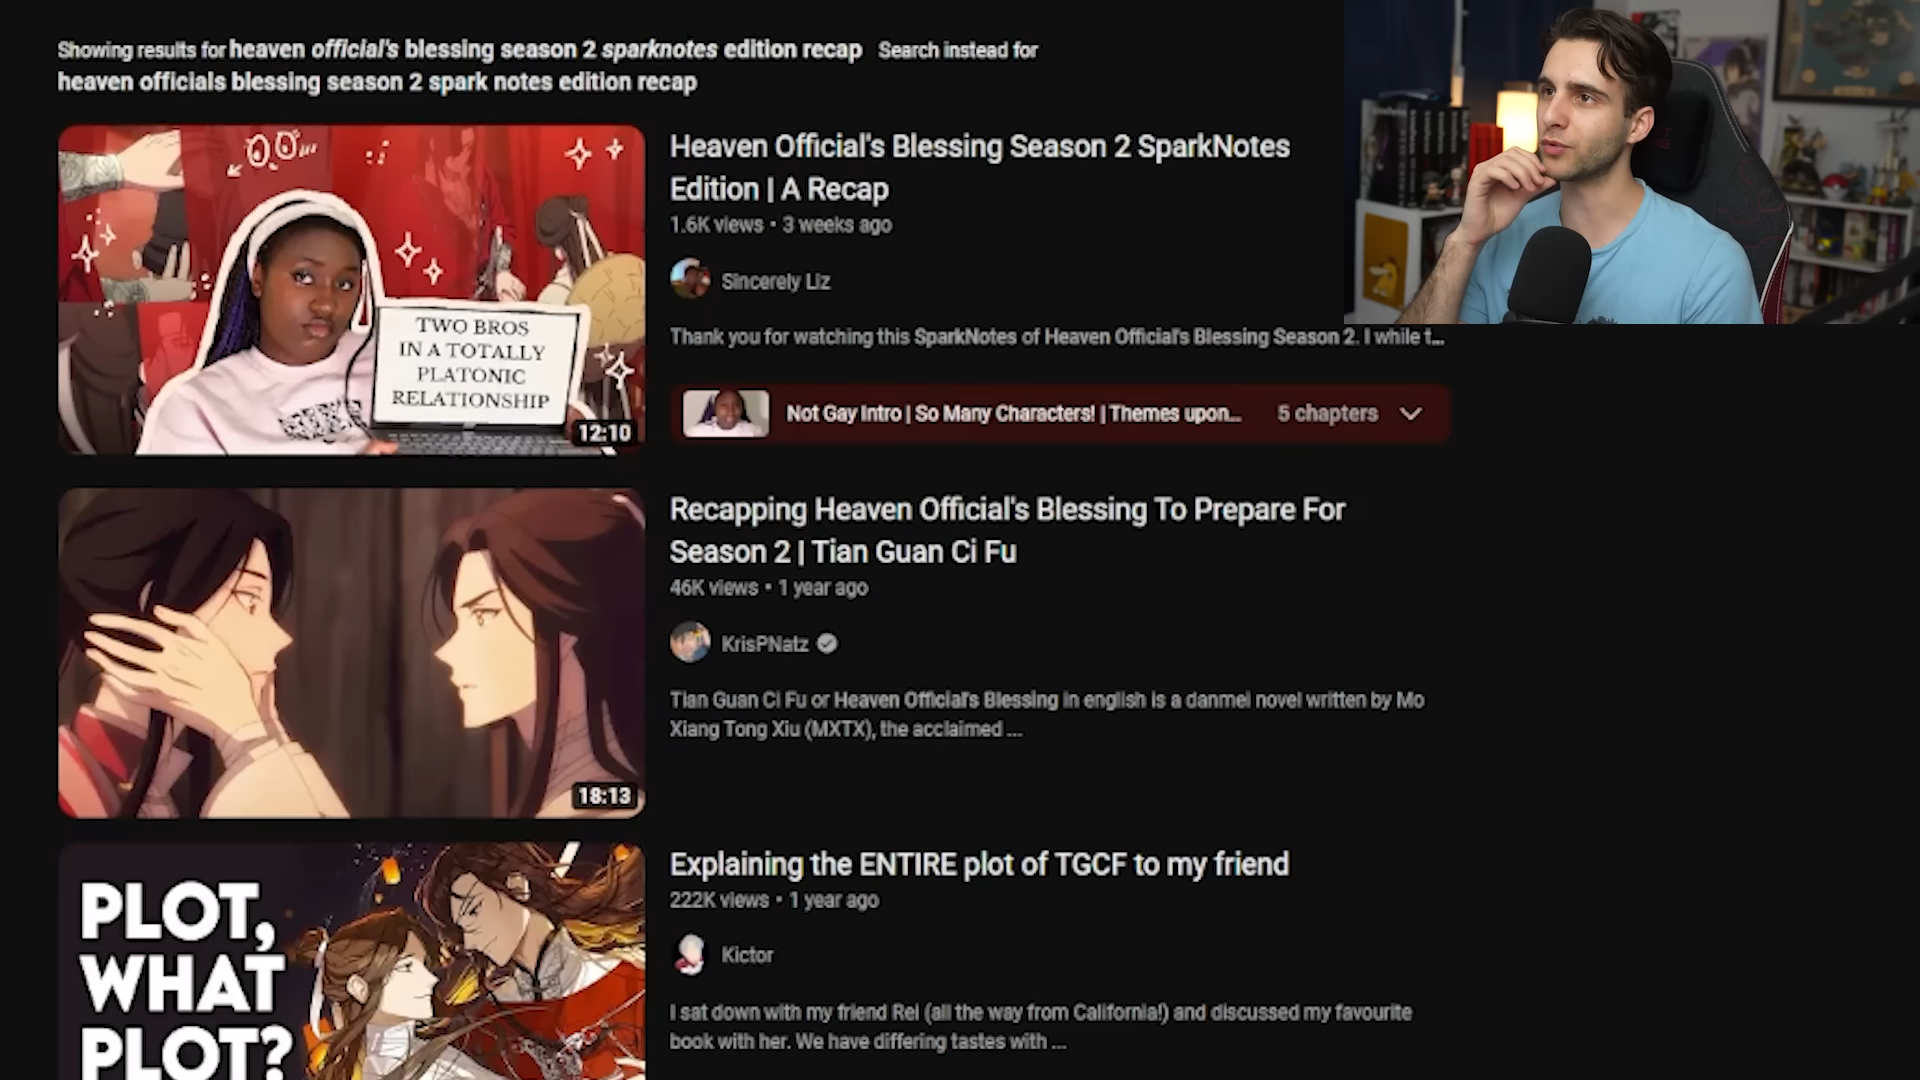 Showing results for heaven official's blessing season 2 sparknotes edition recap Search instead for
heaven officials blessing season 2 spark notes edition recap
TWO BROS
IN A TOTALLY
PLATONIC
RELATIONSHIP
12:10
Heaven Official's Blessing Season 2 SparkNotes
Edition | A Recap
1.6K views • 3 weeks ago
Sincerely Liz
Thank you for watching this SparkNotes of Heaven Official's Blessing Season 2. I while t...
Not Gay Intro | So Many Characters! | Themes upon... 5 chapters
18:13
Recapping Heaven Official's Blessing To Prepare For
Season 2 | Tian Guan Ci Fu
46K views • 1 year ago
KrisPNatz
Tian Guan Ci Fu or Heaven Official's Blessing in english is a danmei novel written by Mo
Xiang Tong Xiu (MXTX), the acclaimed ...
PLOT,
WHAT
PLOT?
Explaining the ENTIRE plot of TGCF to my friend
222K views • 1 year ago
Kictor
I sat down with my friend Rei (all the way from California!) and discussed my favourite
book with her. We have differing tastes with ...